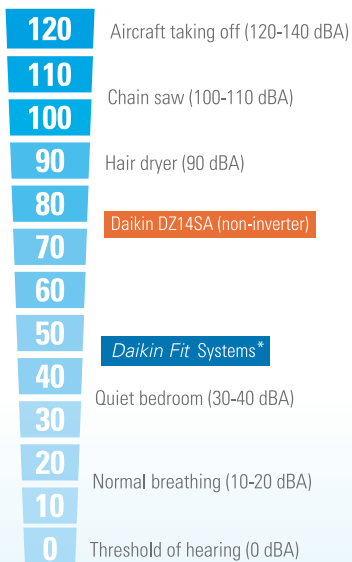 120 Aircraft taking off (120-140 dBA)
110
Chain saw (100-110 dBA)
100
90 Hair dryer (90 dBA)
80
Daikin DZ14SA (non-inverter)
70
60
50
Daikin Fit Systems*
40
Quiet bedroom (30-40 dBA)
30
20
Normal breathing (10-20 dBA)
10
0 Threshold of hearing (0 dBA)